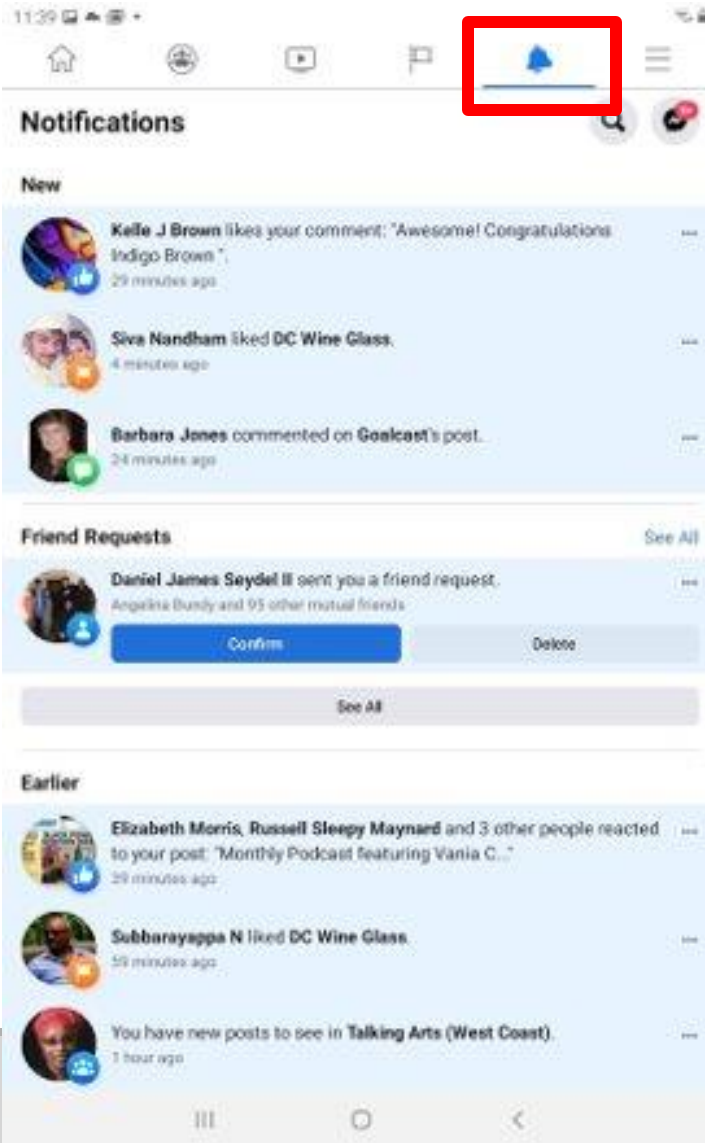 11:39
Notifications
New
Kelle J Brown likes your comment: "Awesome! Congratulations
Indigo Brown ".
29 minutes ago
Siva Nandham liked DC Wine Glass.
4 minutes ago
Barbara Jones commented on Goalcast's post.
24 minutes ago
Friend Requests
See All
Daniel James Seydel II sent you a friend request.
Angelina Bundy and 95 other mutual friends
Confirm
Delete
See All
Earlier
Elizabeth Morris, Russell Sleepy Maynard and 3 other people reacted
to your post: "Monthly Podcast featuring Vania C..."
39 minutes ago
Subbarayappa N liked DC Wine Glass.
59 minutes ago
You have new posts to see in Talking Arts (West Coast).
1 hour ago